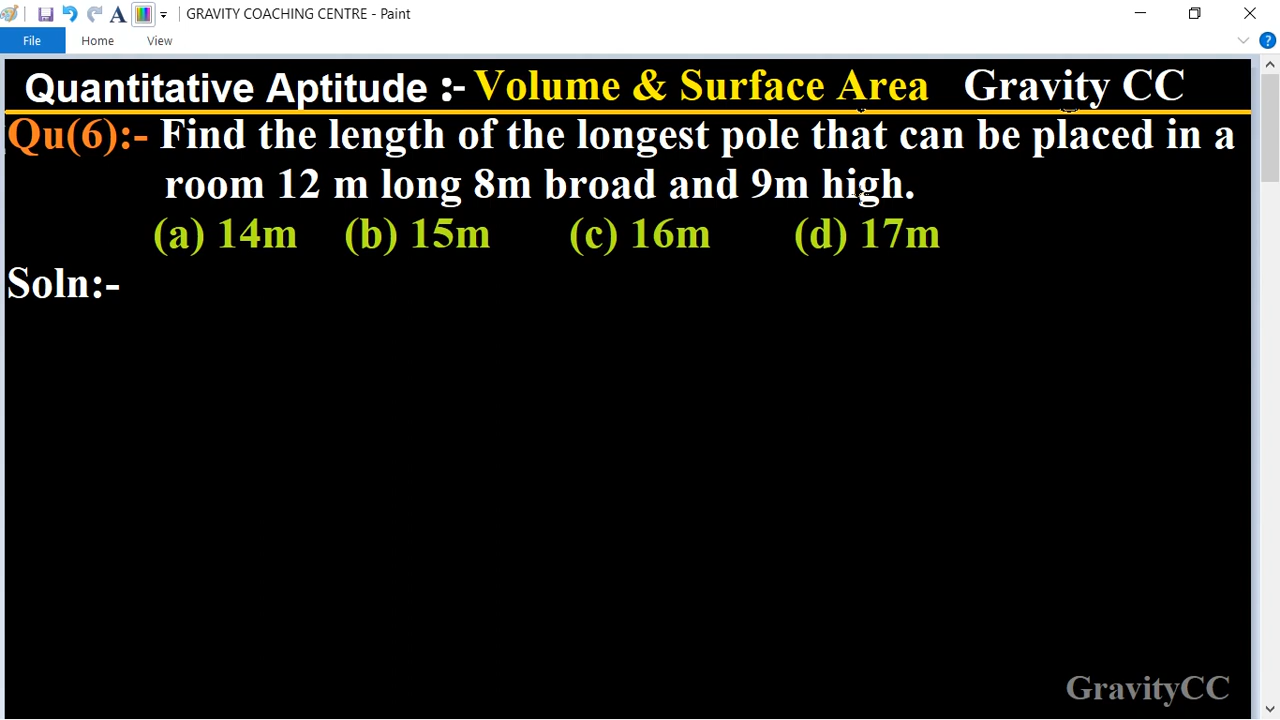 GRAVITY COACHING CENTRE - Paint
File Home View
Quantitative Aptitude :- Volume & Surface Area Gravity CC
Qu(6):- Find the length of the longest pole that can be placed in a
room 12 m long 8m broad and 9m high.
(a) 14m (b) 15m (c) 16m (d) 17m
Soln:-
GravityCC